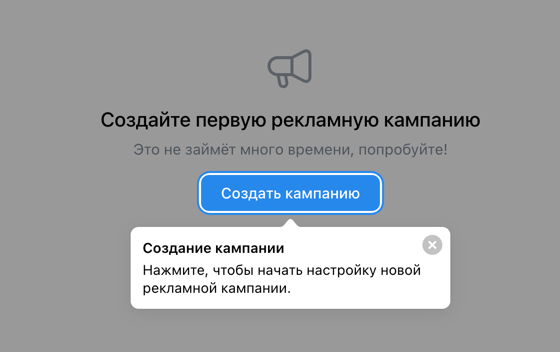 Создайте первую рекламную кампанию
Это не займёт много времени, попробуйте!
Создать кампанию
Создание кампании
Нажмите, чтобы начать настройку новой
рекламной кампании.